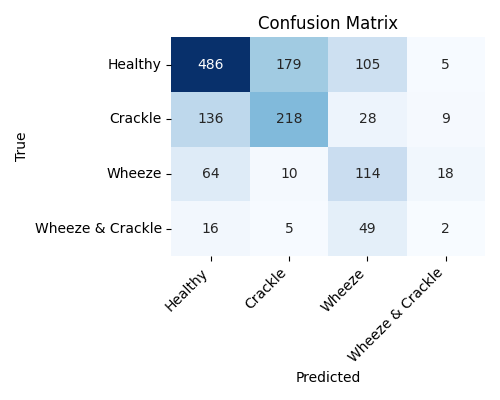 Confusion Matrix
True
Healthy 486 179 105 5
Crackle 136 218 28 9
Wheeze 64 10 114 18
Wheeze & Crackle 16 5 49 2
Healthy Crackle Wheeze Wheeze & Crackle
Predicted